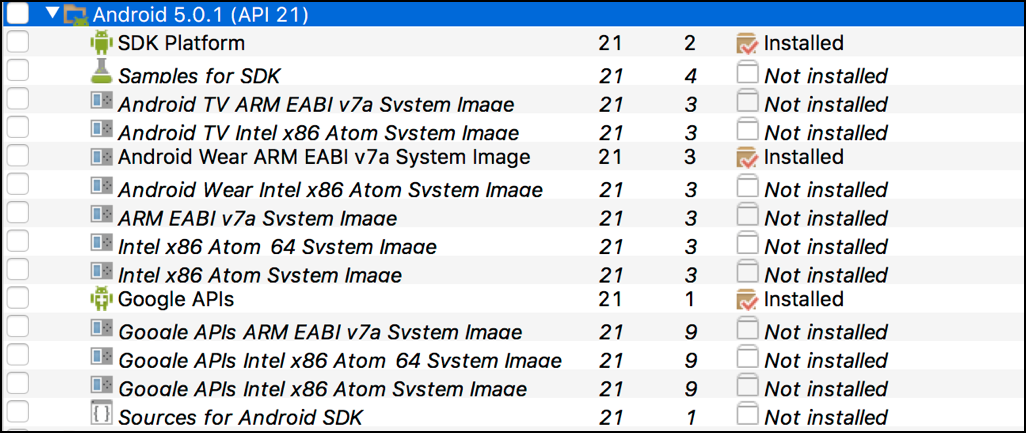 Android 5.0.1 (API 21)
SDK Platform 21 2 Installed
Samples for SDK 21 4 Not installed
Android TV ARM EABI v7a System Image 21 3 Not installed
Android TV Intel x86 Atom System Image 21 3 Not installed
Android Wear ARM EABI v7a System Image 21 3 Installed
Android Wear Intel x86 Atom System Image 21 3 Not installed
ARM EABI v7a System Image 21 3 Not installed
Intel x86 Atom_64 System Image 21 3 Not installed
Intel x86 Atom System Image 21 3 Not installed
Google APIs 21 1 Installed
Google APIs ARM EABI v7a System Image 21 9 Not installed
Google APIs Intel x86 Atom_64 System Image 21 9 Not installed
Google APIs Intel x86 Atom System Image 21 9 Not installed
Sources for Android SDK 21 1 Not installed